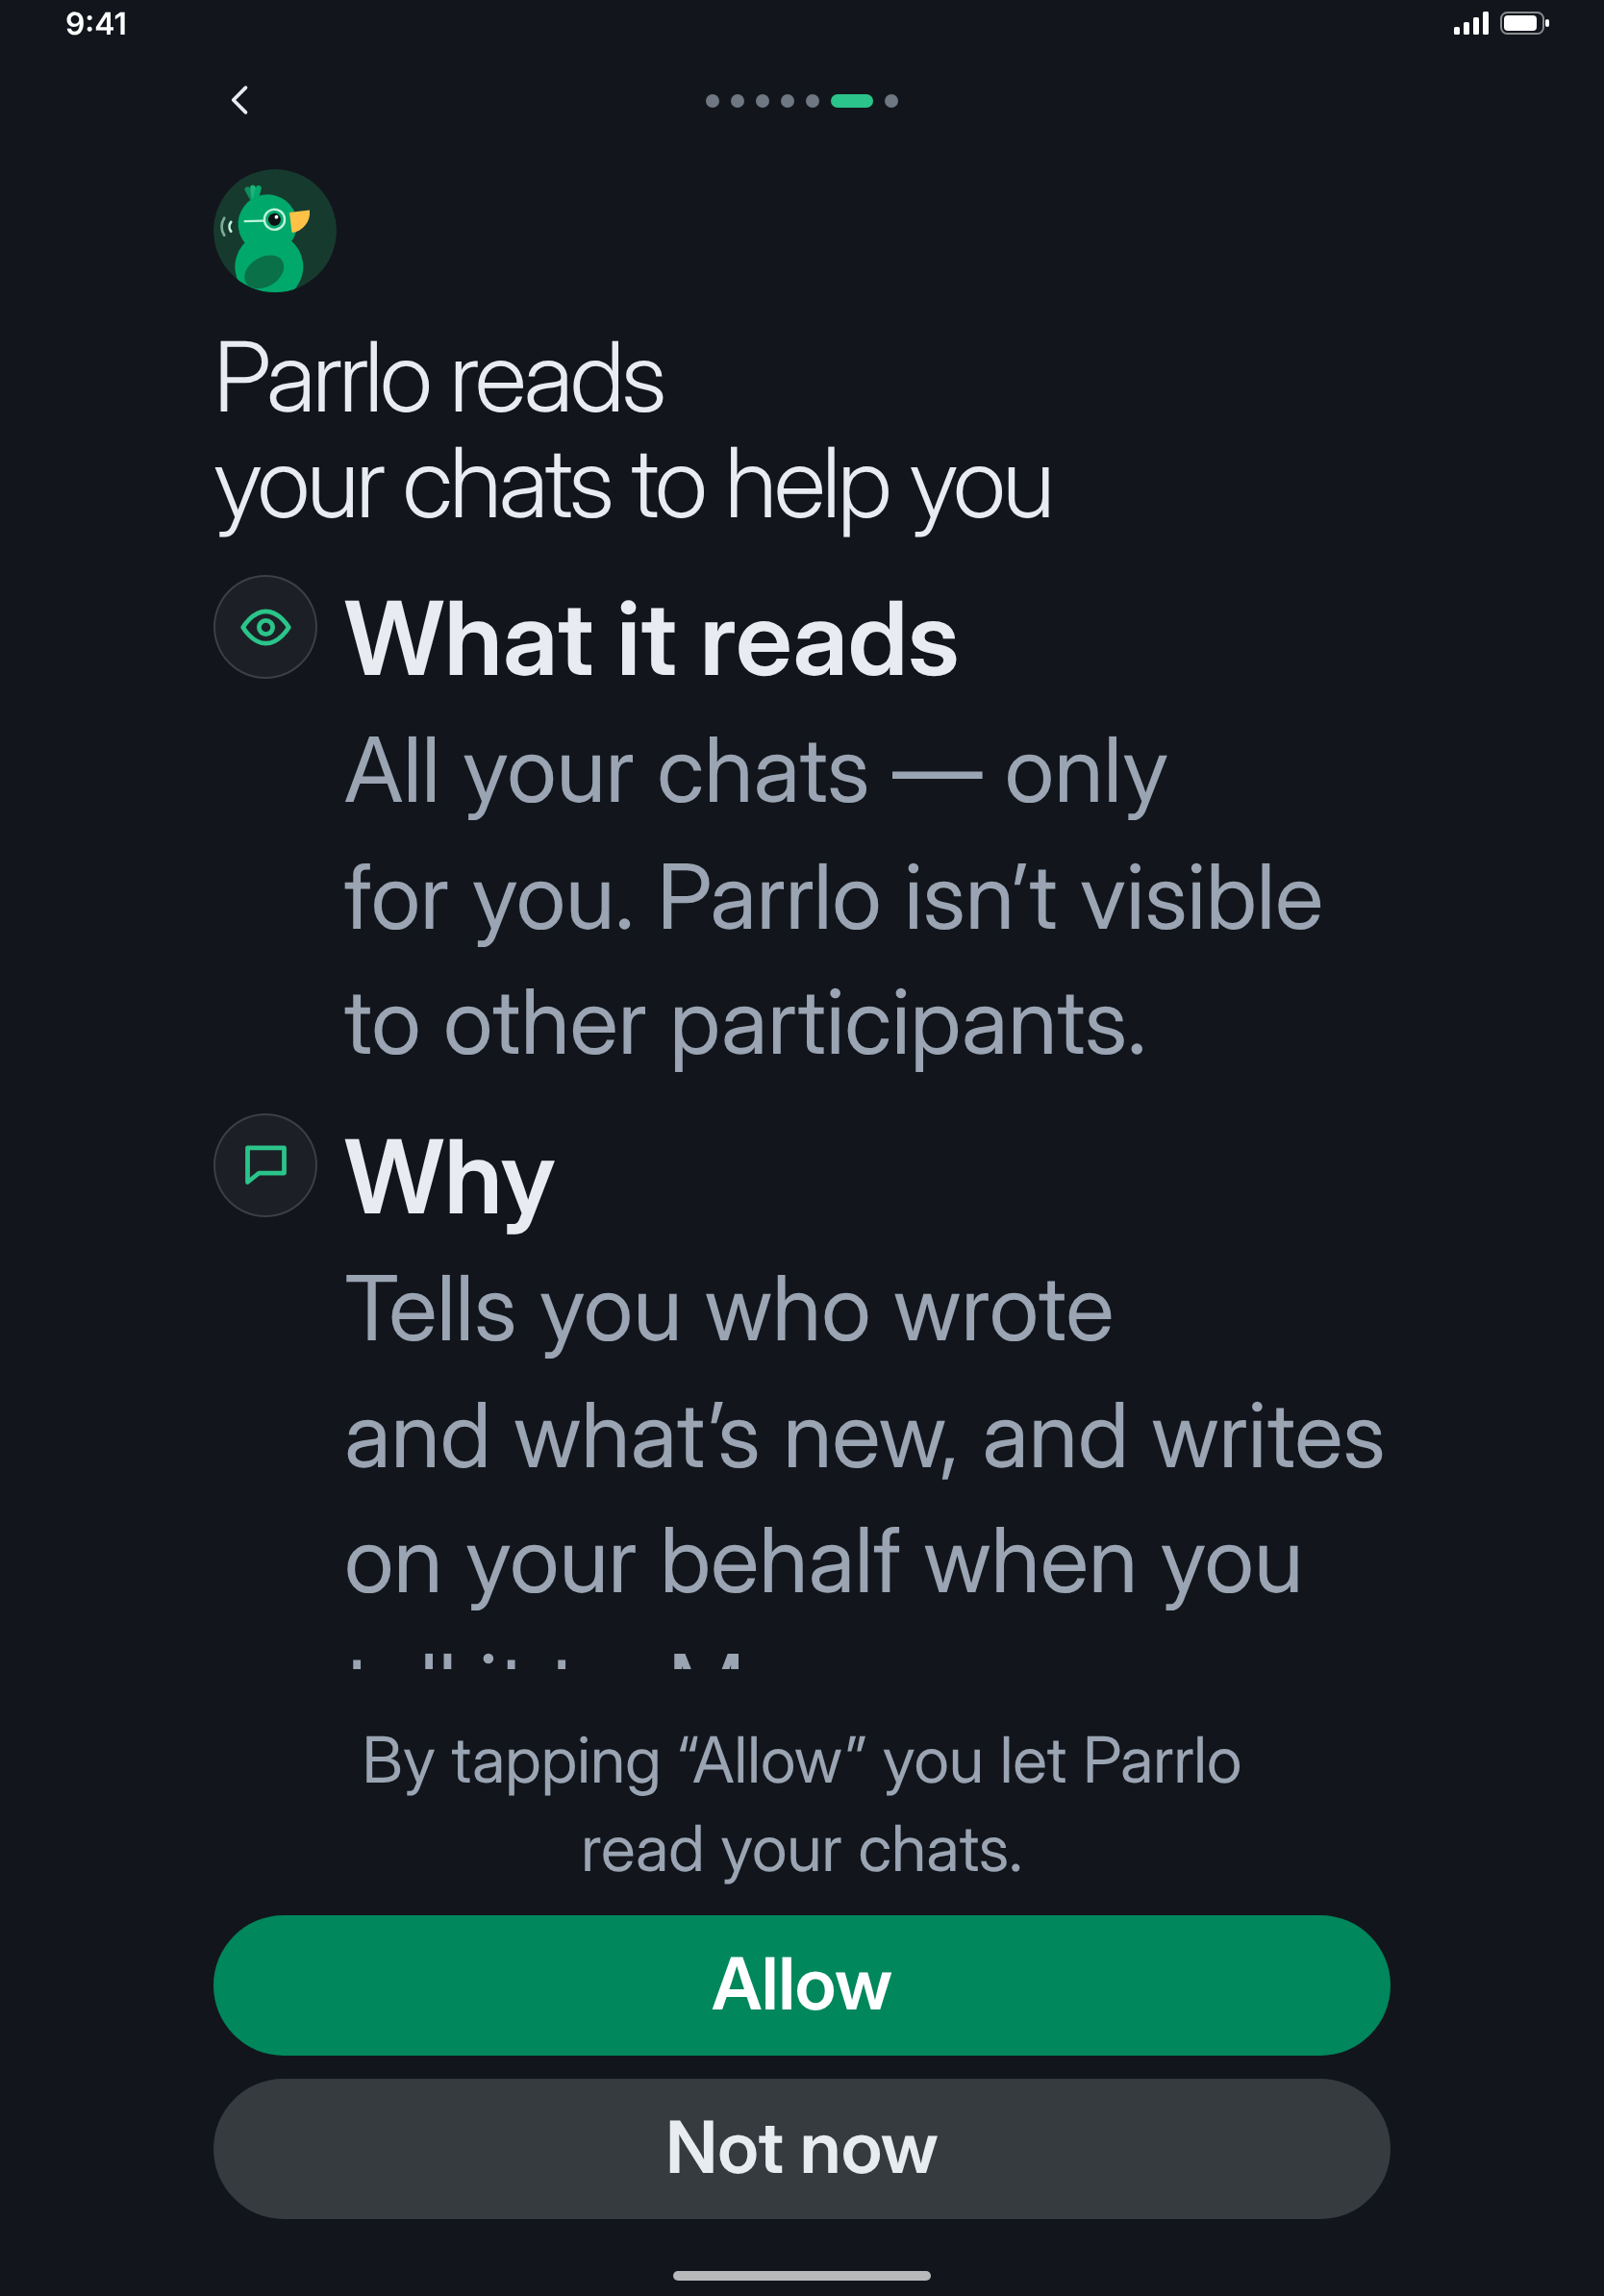 9:41
Parrlo reads
your chats to help you
What it reads
All your chats — only
for you. Parrlo isn’t visible
to other participants.
Why
Tells you who wrote
and what’s new, and writes
on your behalf when you
By tapping “Allow” you let Parrlo
read your chats.
Allow
Not now